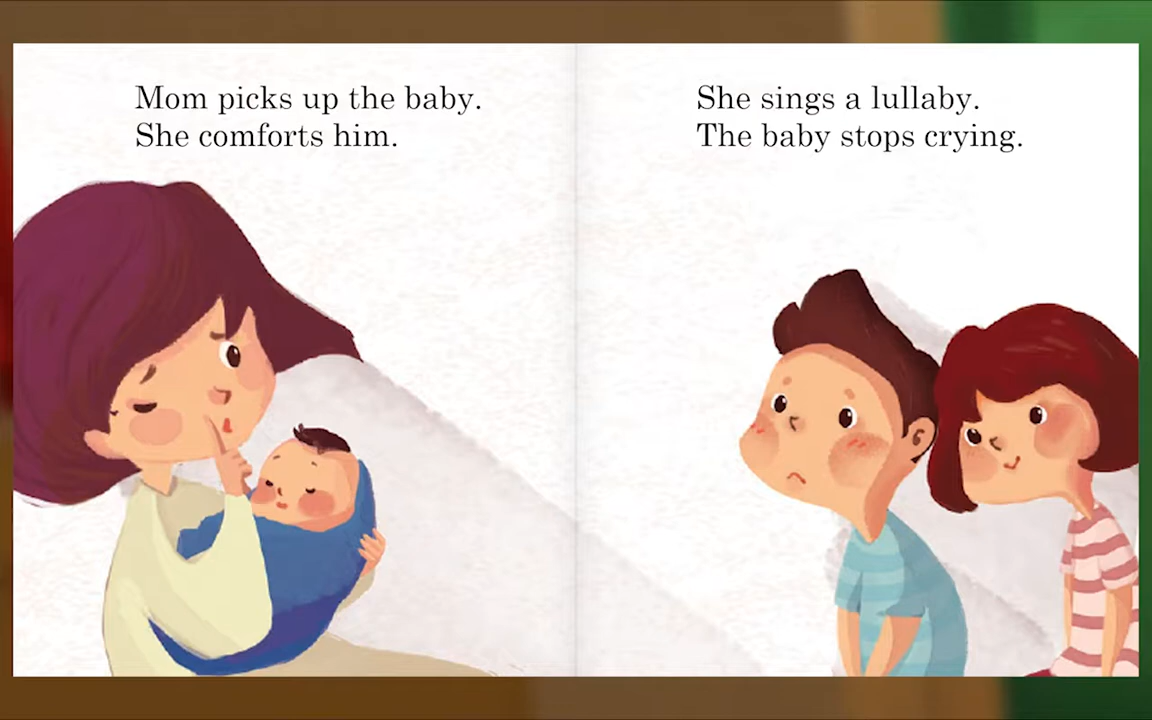 Mom picks up the baby.
She comforts him.
She sings a lullaby.
The baby stops crying.